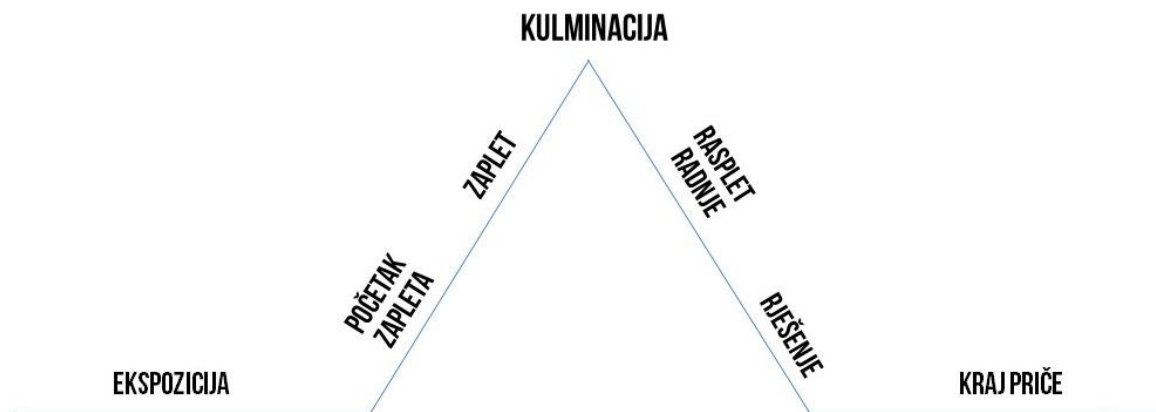 KULMINACIJA
ZAPLET
POČETAK
ZAPLETA
RASPLET
RADNJE
RJEŠENJE
EKSPOZICIJA
KRAJ PRIČE